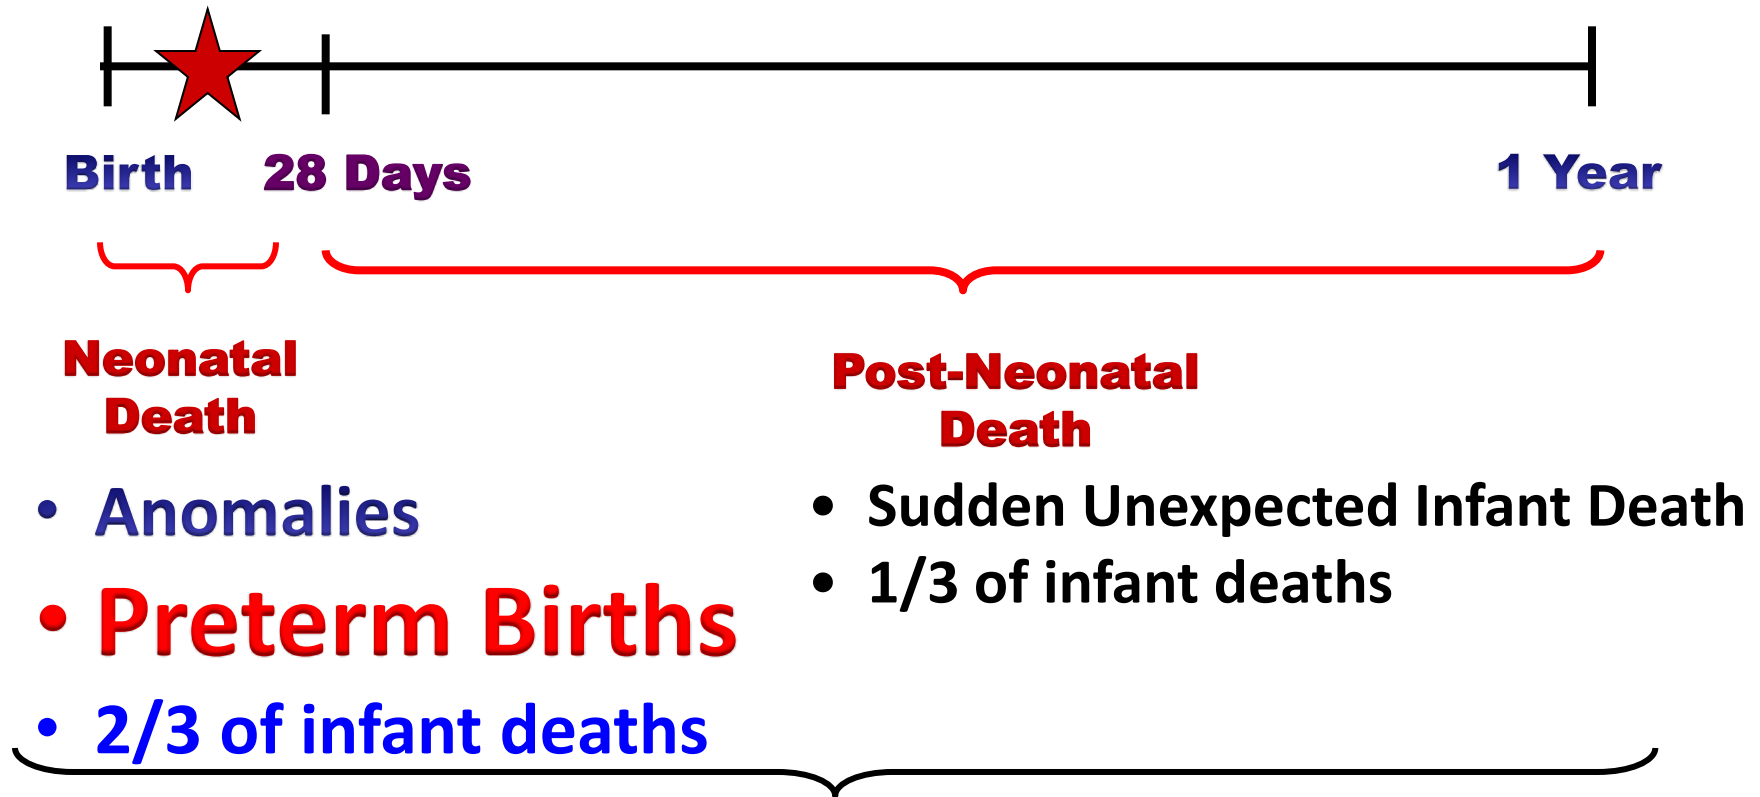 Birth
28 Days
1 Year
Neonatal
Death
• Anomalies
• Preterm Births
• 2/3 of infant deaths
Post-Neonatal
Death
• Sudden Unexpected Infant Death
• 1/3 of infant deaths